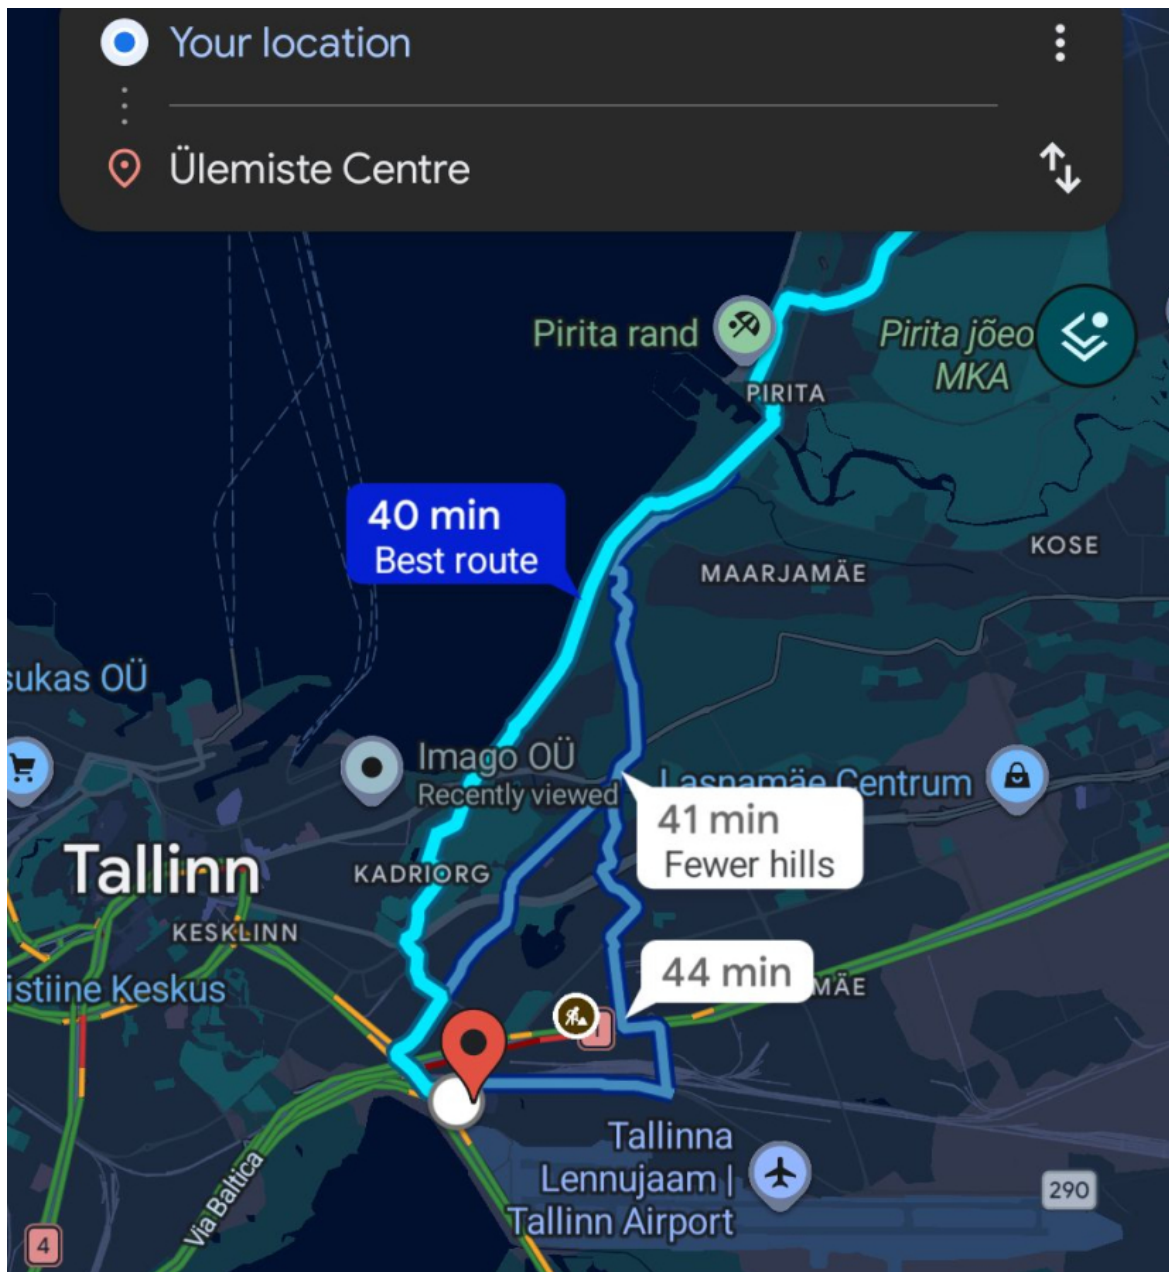 Your location
Ülemiste Centre
Pirita rand
Pirita jõeo
MKA
PIRITA
40 min
Best route
KOSE
MAARJAMÄE
sukas OÜ
Imago OÜ
Recently viewed
Lasnamäe Centrum
41 min
Fewer hills
Tallinn
KADRIORG
KESKLINN
44 min
istiine Keskus
MÄE
1
Tallinna
Lennujaam |
Tallinn Airport
Via Baltica
290
4